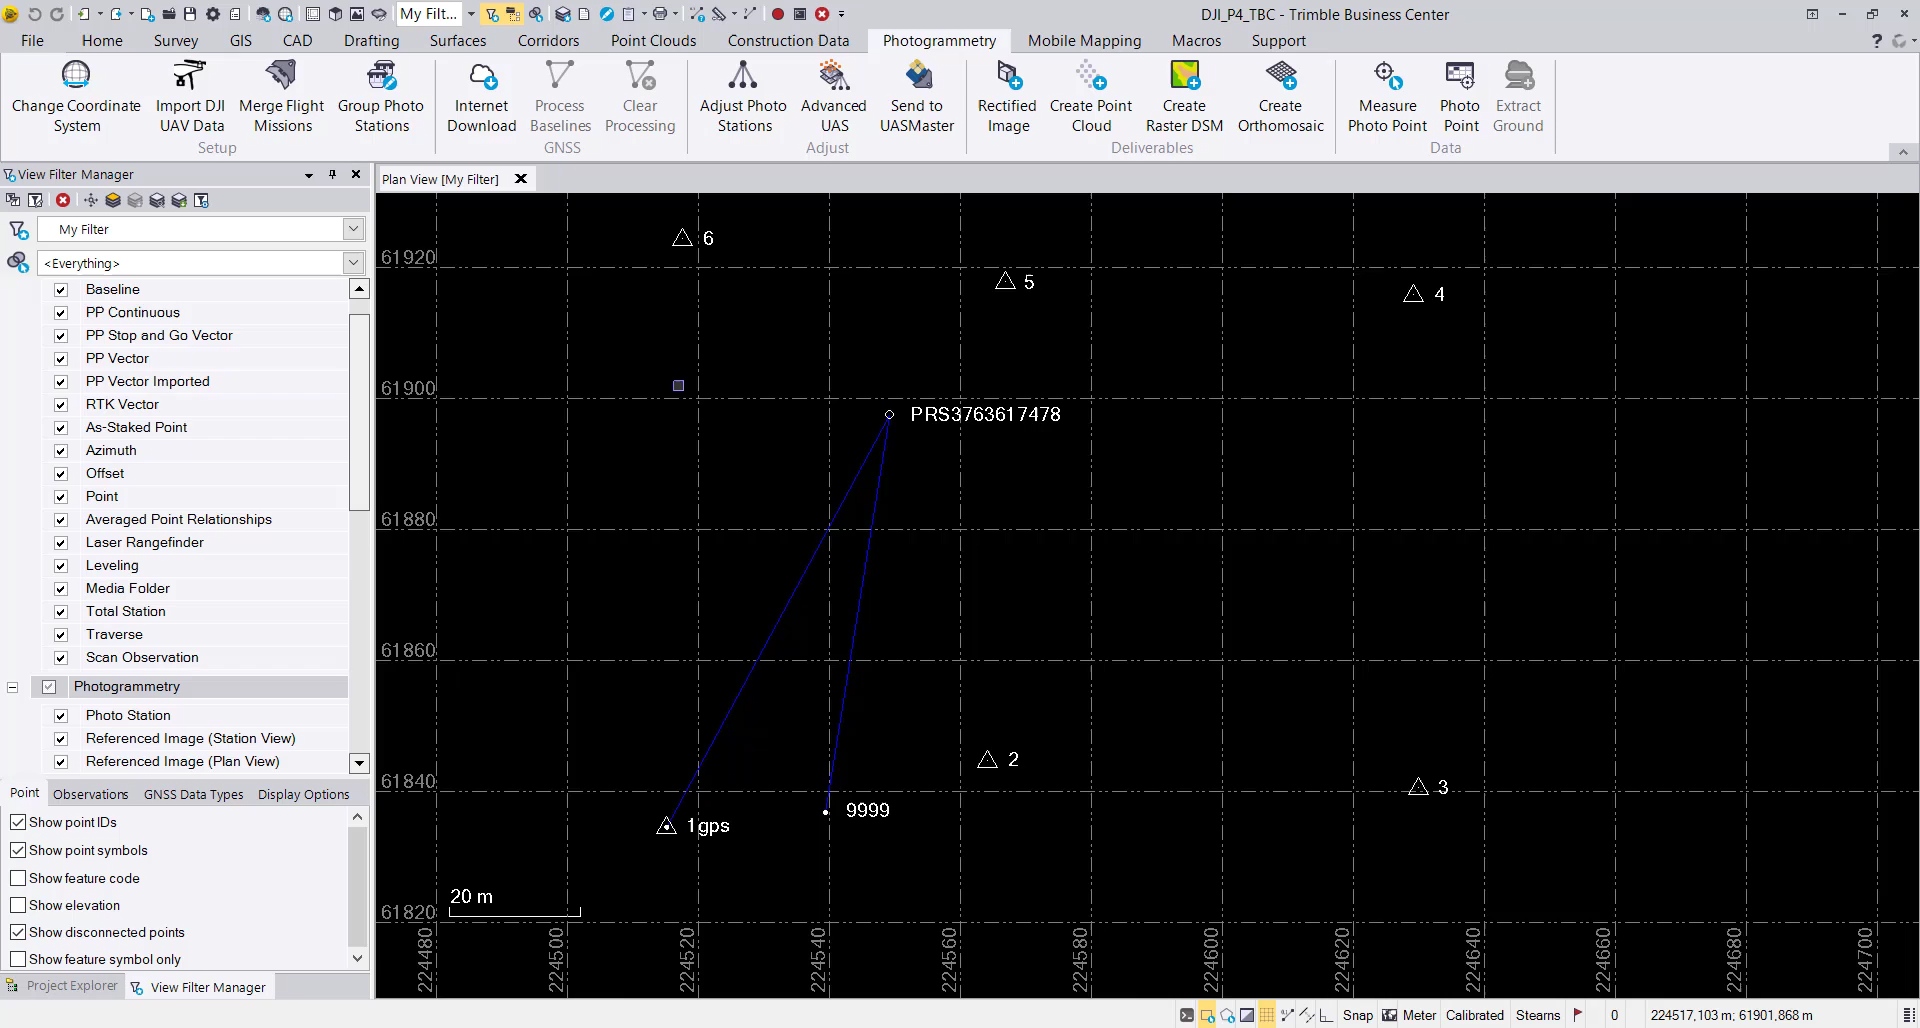 My Filt...
DJI_P4_TBC - Trimble Business Center
File Home Survey GIS CAD Drafting Surfaces Corridors Point Clouds Construction Data Photogrammetry Mobile Mapping Macros Support
Change Coordinate System
Import DJI UAV Data
Merge Flight Missions
Group Photo Stations
Setup
Internet Download
Process Baselines
Clear Processing
GNSS
Adjust Photo Stations
Advanced UAS
Send to UASMaster
Adjust
Rectified Image
Create Point Cloud
Create Raster DSM
Create Orthomosaic
Deliverables
Measure Photo Point
Photo Point
Extract Ground
Data
View Filter Manager
My Filter
<Everything>
Baseline
PP Continuous
PP Stop and Go Vector
PP Vector
PP Vector Imported
RTK Vector
As-Staked Point
Azimuth
Offset
Point
Averaged Point Relationships
Laser Rangefinder
Leveling
Media Folder
Total Station
Traverse
Scan Observation
Photogrammetry
Photo Station
Referenced Image (Station View)
Referenced Image (Plan View)
Point Observations GNSS Data Types Display Options
Show point IDs
Show point symbols
Show feature code
Show elevation
Show disconnected points
Show feature symbol only
Project Explorer View Filter Manager
Plan View [My Filter]
61920
61900
61880
61860
61840
61820
6
5
4
PRS3763617478
2
3
9999
1gps
20 m
224480
224500
224520
224540
224560
224580
224600
224620
224640
224660
224680
224700
Snap Meter Calibrated Stearns 0 224517,103 m; 61901,868 m